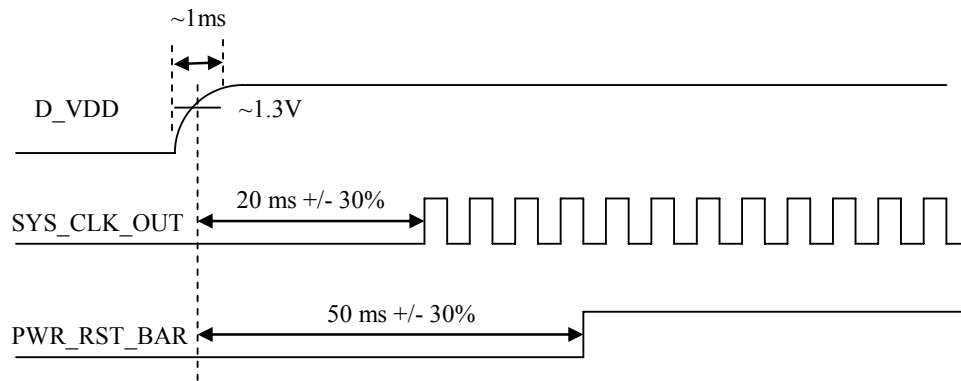 ~1ms
D_VDD
~1.3V
20 ms +/- 30%
SYS_CLK_OUT
50 ms +/- 30%
PWR_RST_BAR